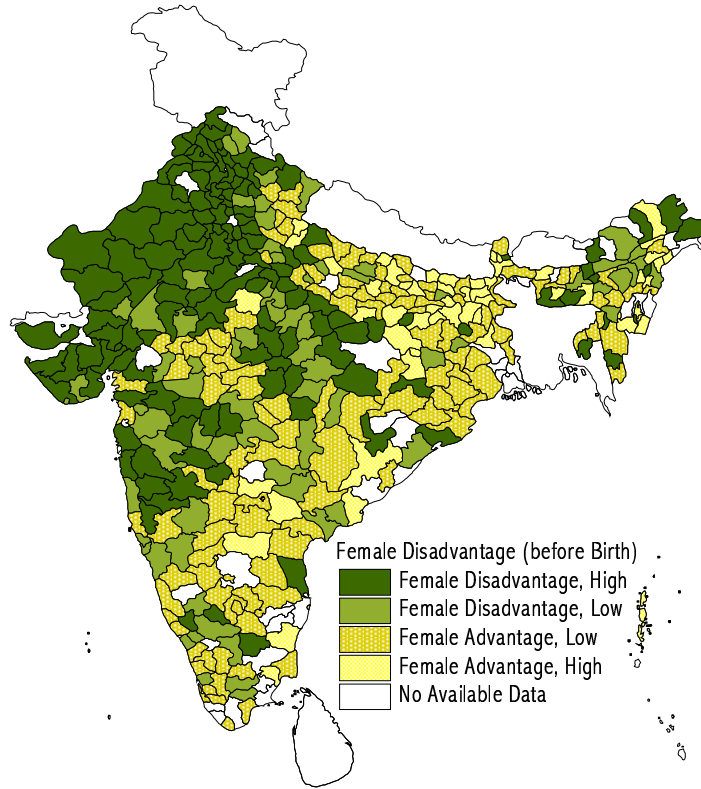 Female Disadvantage (before Birth)
Female Disadvantage, High
Female Disadvantage, Low
Female Advantage, Low
Female Advantage, High
No Available Data